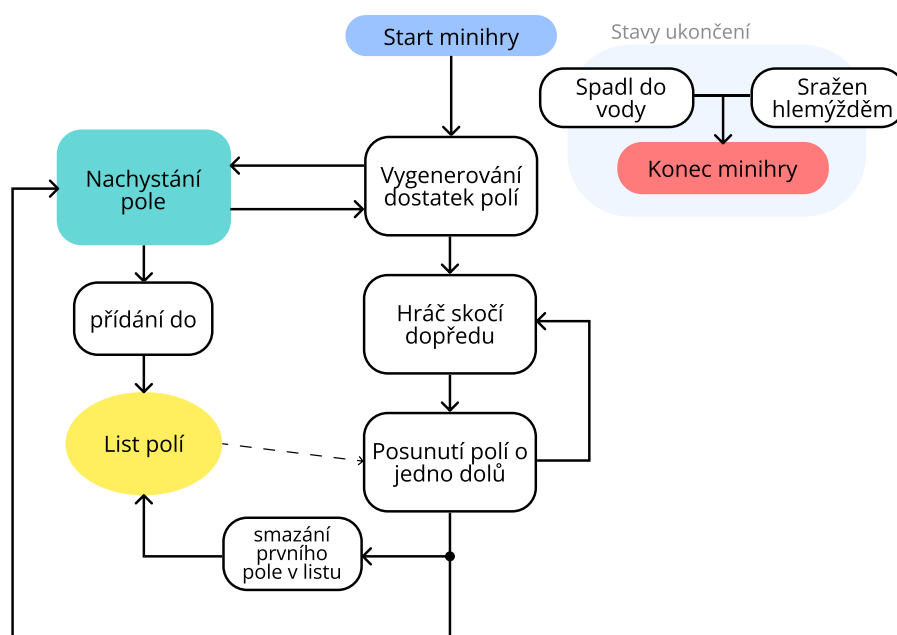 Start minihry
Stavy ukončení
Spadl do
vody
Sražen
hlemýžděm
Konec minihry
Nachystání
pole
Vygenerování
dostatek polí
přídání do
Hráč skočí
dopředu
List polí
Posunutí polí o
jedno dolů
smazání
prvního
pole v listu